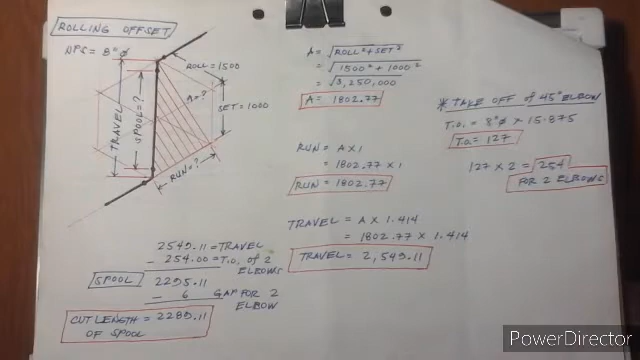 ROLLING OFFSET
NPS = 8"Ø
ROLL = 1500
A = ?
SET = 1000
TRAVEL
SPOOL = ?
RUN = ?
A = √ROLL² + SET²
= √1500² + 1000²
= √3,250,000
A = 1802.77
RUN = A x 1
= 1802.77 x 1
RUN = 1802.77
TRAVEL = A x 1.414
= 1802.77 x 1.414
TRAVEL = 2,549.11
* TAKE OFF of 45° ELBOW
T.O. = 8"Ø x 15.875
T.O. = 127
127 x 2 = 254
FOR 2 ELBOWS
2549.11 = TRAVEL
- 254.00 = T.O. of 2 ELBOWS
SPOOL 2295.11
- 6 GAP FOR 2 ELBOW
CUT LENGTH = 2289.11
OF SPOOL
PowerDirector